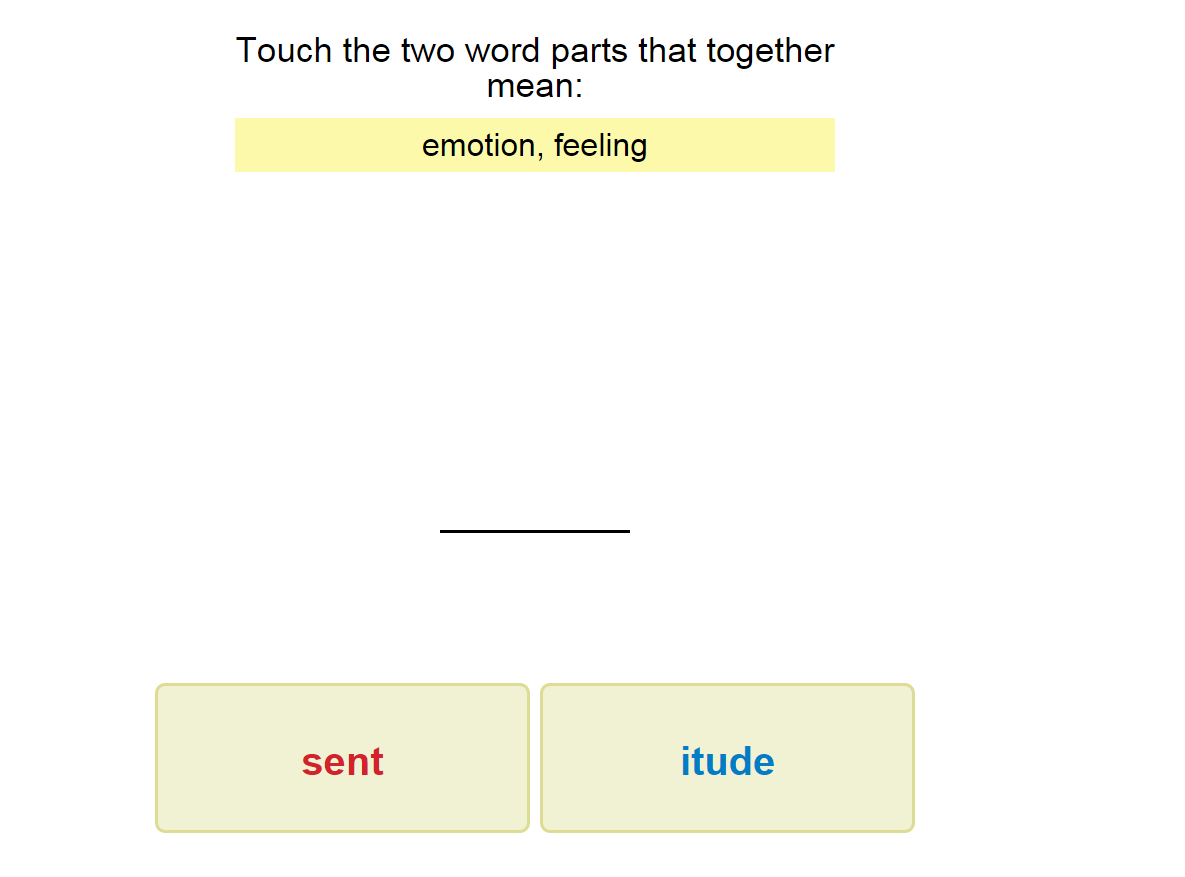 Touch the two word parts that together
mean:
emotion, feeling
sent
itude